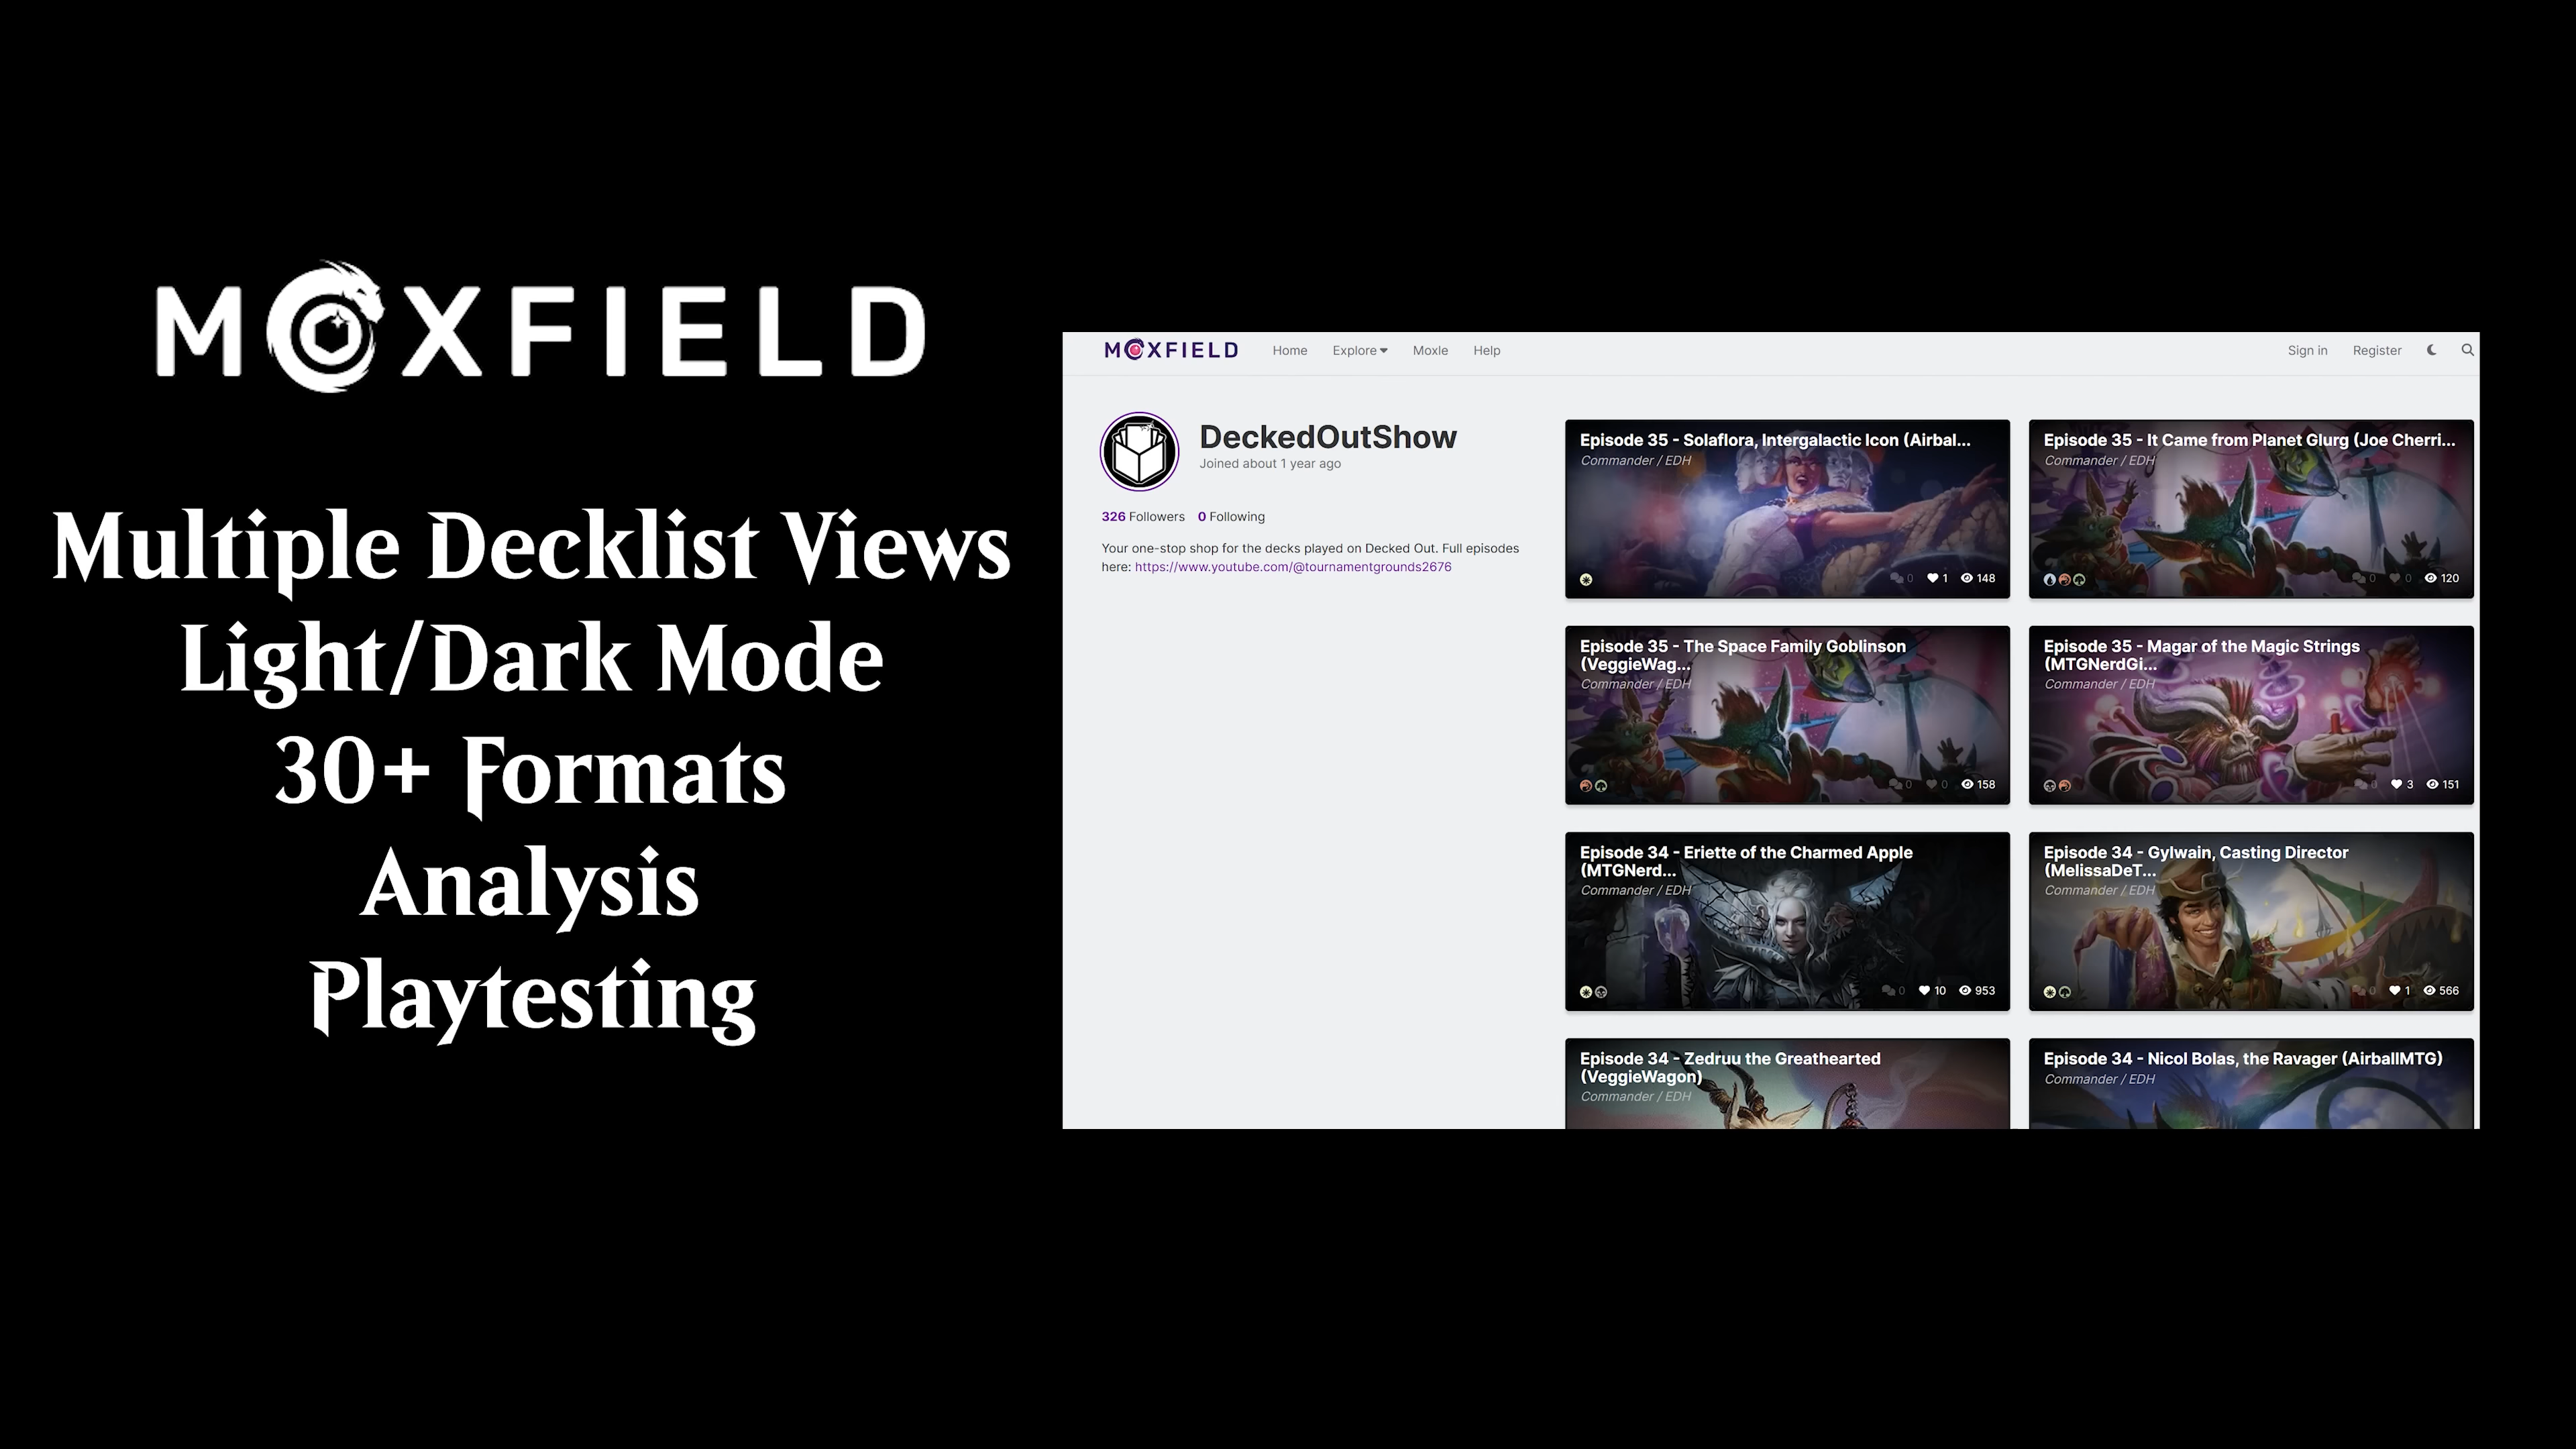 MOXFIELD
Multiple Decklist Views
Light/Dark Mode
30+ Formats
Analysis
Playtesting
MOXFIELD Home Explore Moxle Help Sign in Register
DeckedOutShow
Joined about 1 year ago
326 Followers 0 Following
Your one-stop shop for the decks played on Decked Out. Full episodes
here: https://www.youtube.com/@tournamentgrounds2676
Episode 35 - Solaflora, Intergalactic Icon (Airbal...
Commander / EDH
0 1 148
Episode 35 - It Came from Planet Glurg (Joe Cherri...
Commander / EDH
0 0 120
Episode 35 - The Space Family Goblinson
(VeggieWag...
Commander / EDH
0 0 158
Episode 35 - Magar of the Magic Strings
(MTGNerdGi...
Commander / EDH
0 3 151
Episode 34 - Eriette of the Charmed Apple
(MTGNerd...
Commander / EDH
0 10 953
Episode 34 - Gylwain, Casting Director
(MelissaDeT...
Commander / EDH
0 1 566
Episode 34 - Zedruu the Greathearted
(VeggieWagon)
Commander / EDH
Episode 34 - Nicol Bolas, the Ravager (AirballMTG)
Commander / EDH